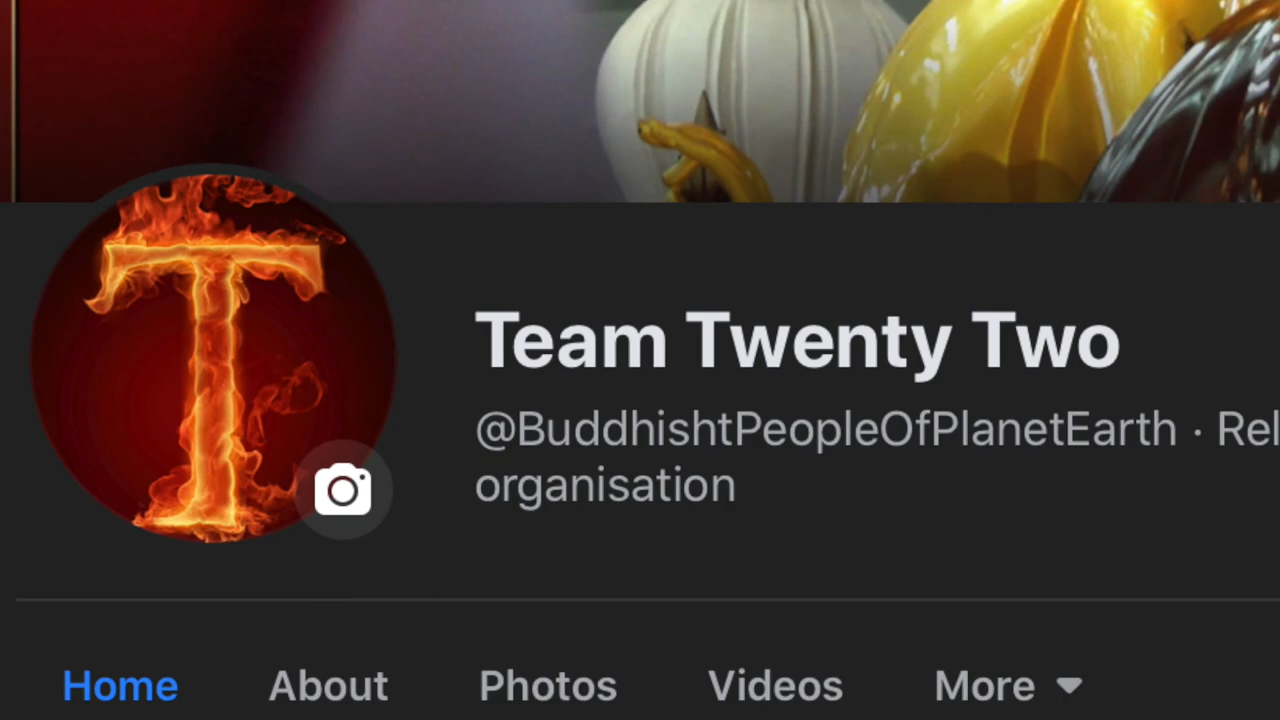 T
Team Twenty Two
@BuddhishtPeopleOfPlanetEarth · Rel
organisation
Home About Photos Videos More